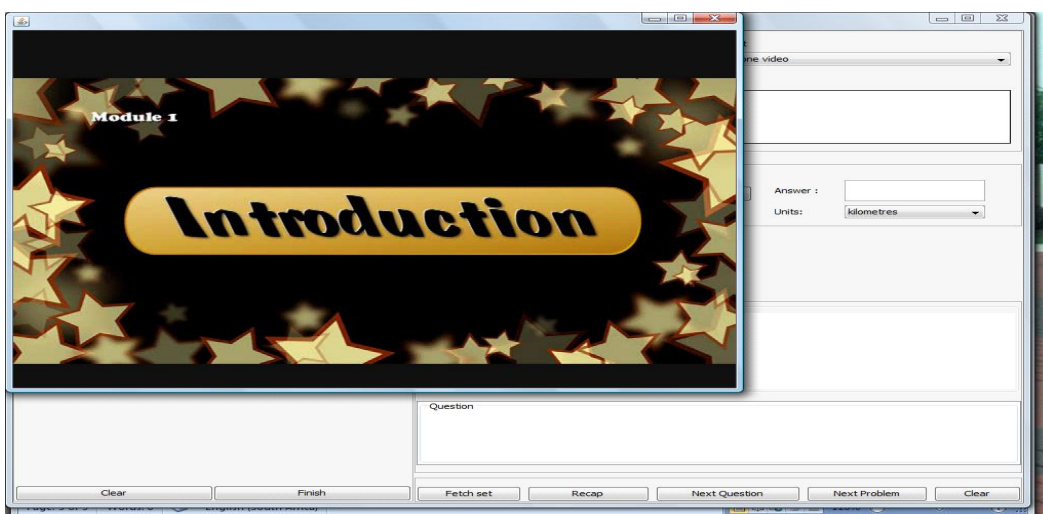 one video
Module 1
Introduction
Answer :
Units:
kilometres
Question
Clear
Finish
Fetch set
Recap
Next Question
Next Problem
Clear